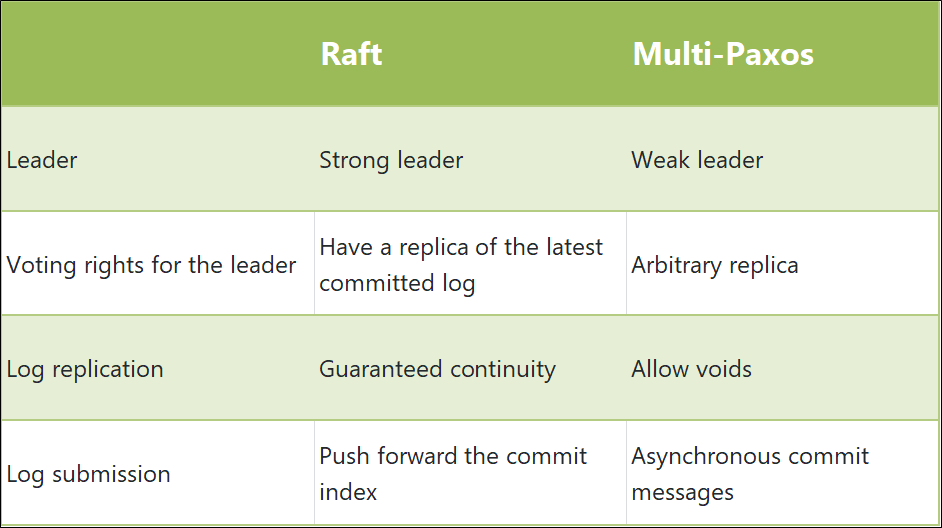 Raft Multi-Paxos
Leader Strong leader Weak leader
Voting rights for the leader Have a replica of the latest committed log Arbitrary replica
Log replication Guaranteed continuity Allow voids
Log submission Push forward the commit index Asynchronous commit messages